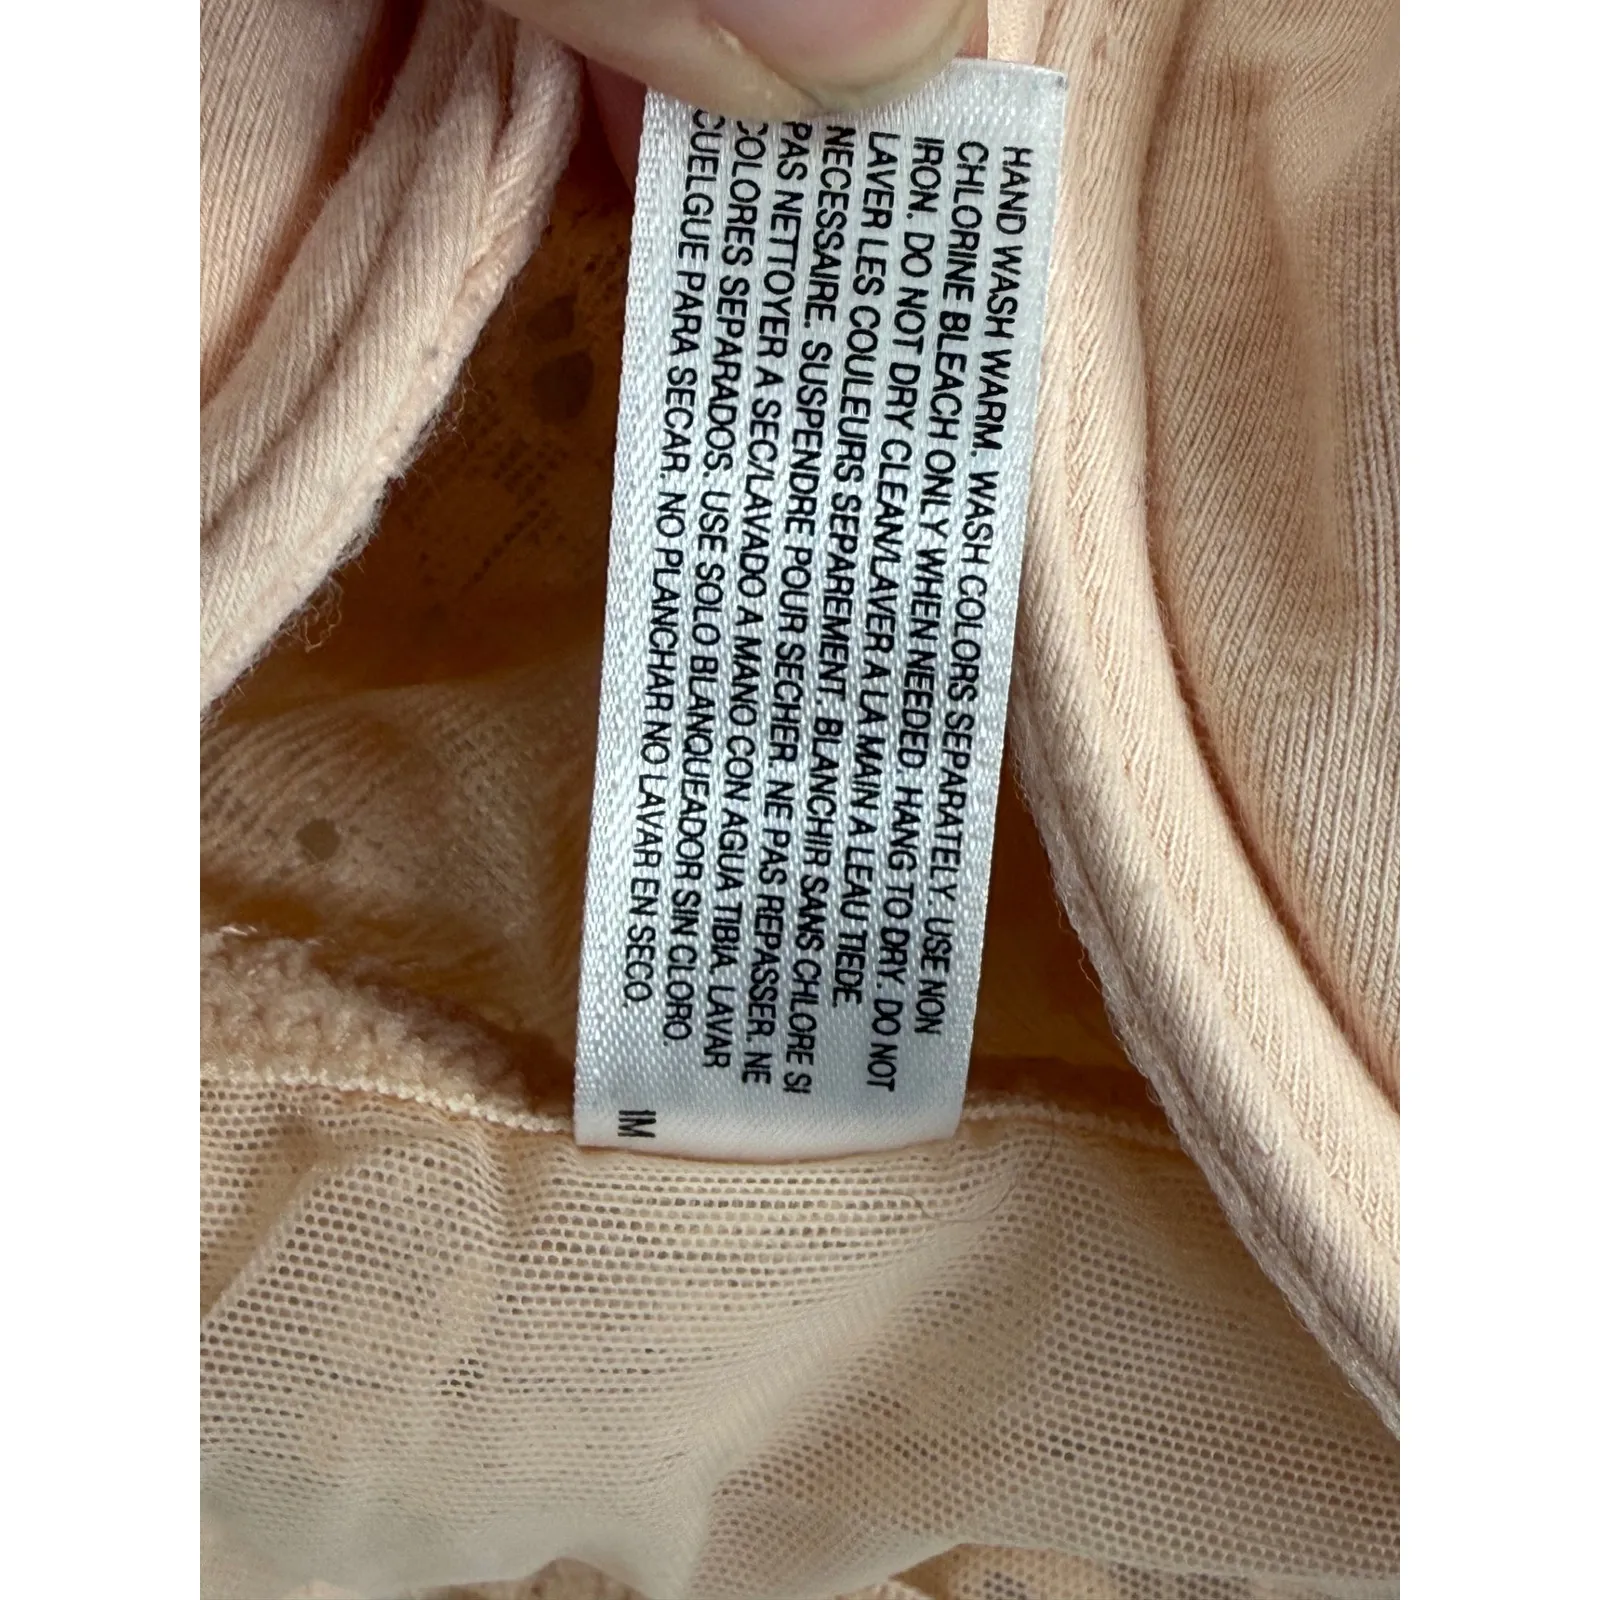 HAND WASH WARM. WASH COLORS SEPARATELY. USE NON
CHLORINE BLEACH ONLY WHEN NEEDED. HANG TO DRY. DO NOT
IRON. DO NOT DRY CLEAN/LAVER A LA MAIN A LEAU TIEDE.
LAVER LES COULEURS SEPAREMENT. BLANCHIR SANS CHLORE SI
NECESSAIRE. SUSPENDRE POUR SECHER. NE PAS REPASSER. NE
PAS NETTOYER A SEC/LAVADO A MANO CON AGUA TIBIA. LAVAR
COLORES SEPARADOS. USE SOLO BLANQUEADOR SIN CLORO.
CUELGUE PARA SECAR. NO PLANCHAR NO LAVAR EN SECO.
IM